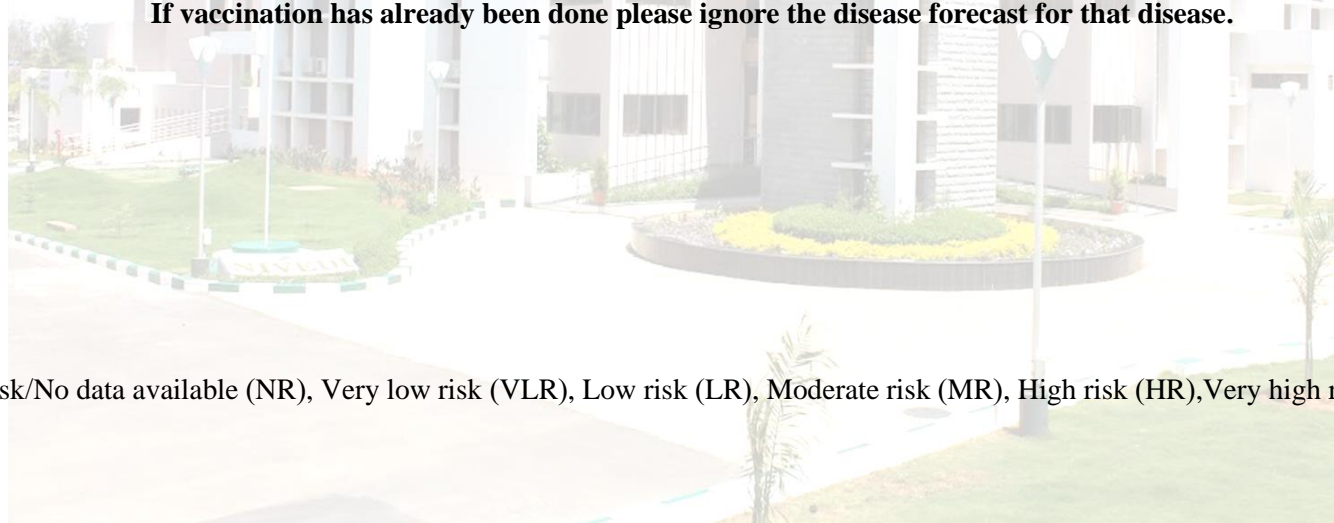 If vaccination has already been done please ignore the disease forecast for that disease.
NIVEDI
sk/No data available (NR), Very low risk (VLR), Low risk (LR), Moderate risk (MR), High risk (HR),Very high r